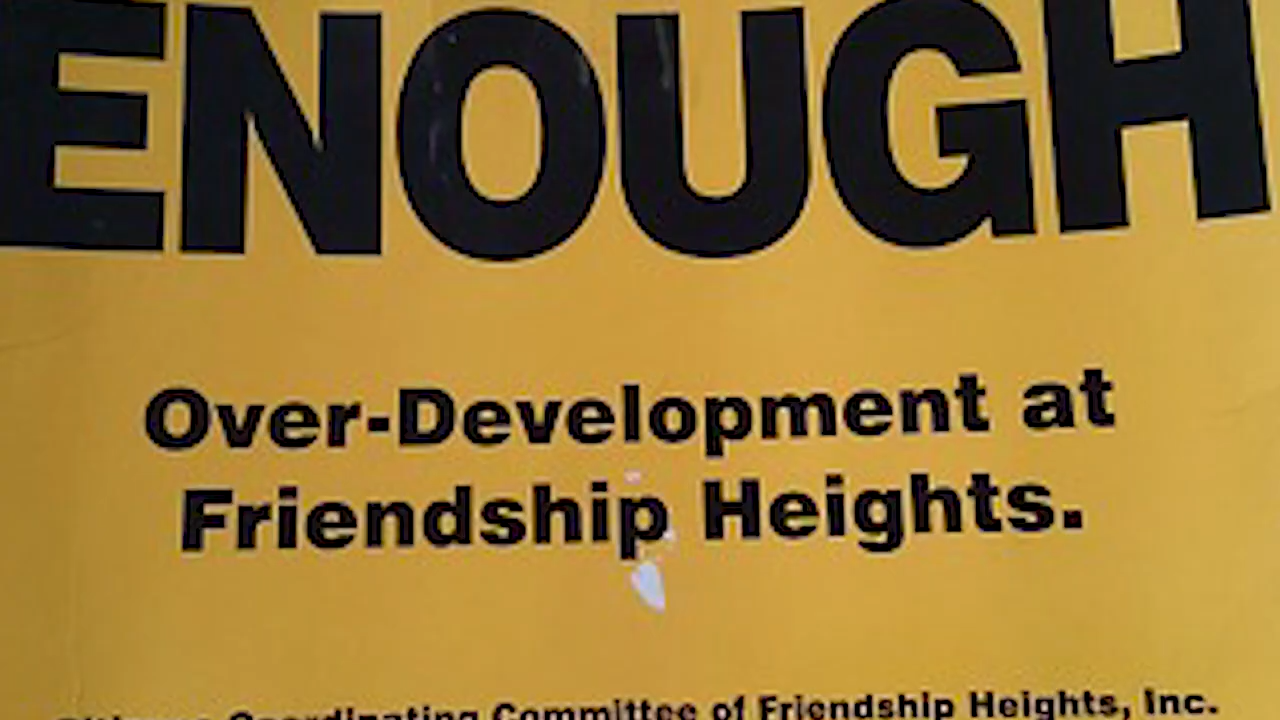 ENOUGH
Over-Development at
Friendship Heights.
Coordinating Committee of Friendship Heights, Inc.